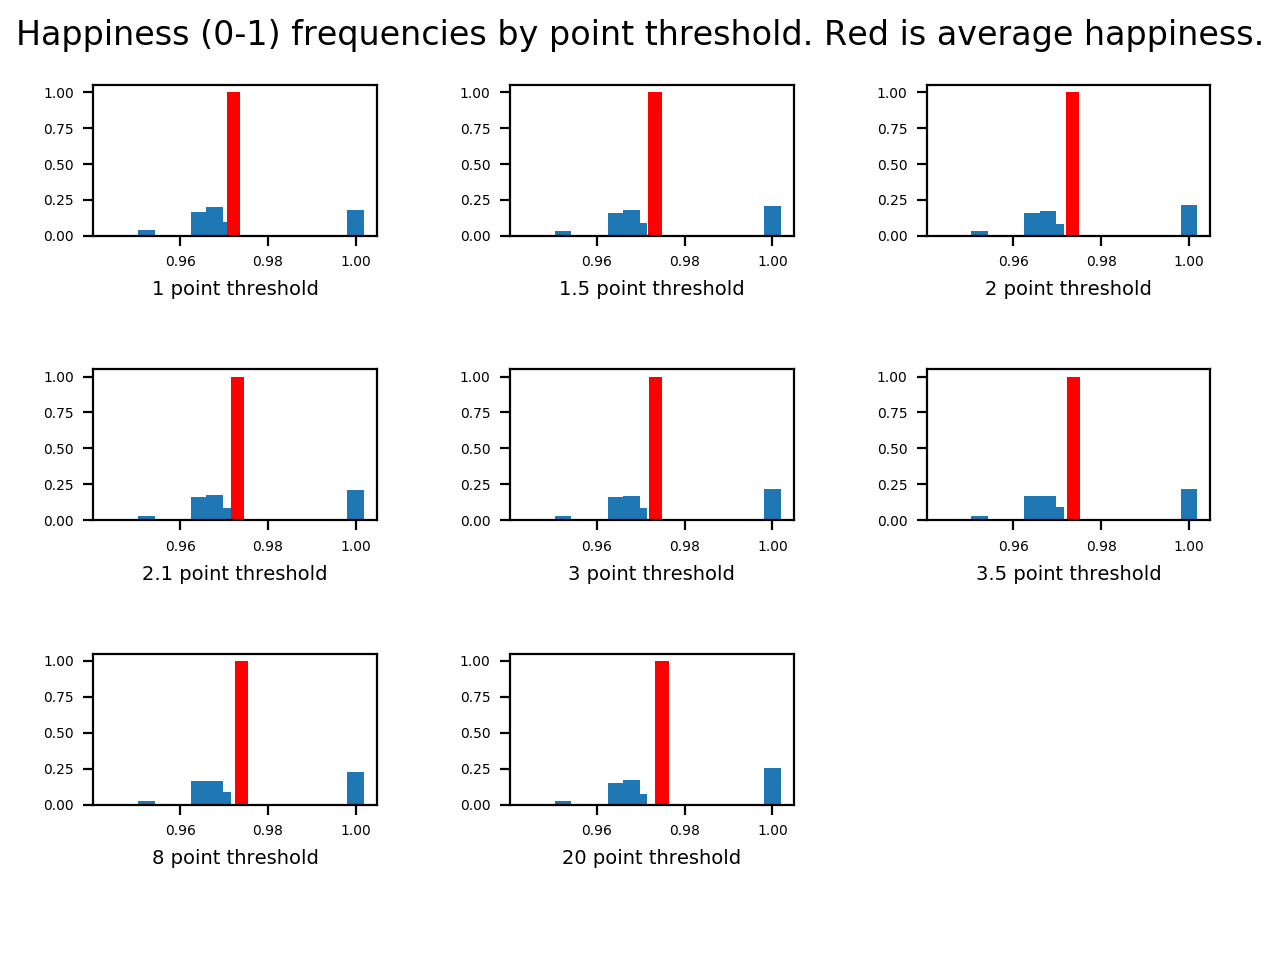 Happiness (0-1) frequencies by point threshold. Red is average happiness.
1.00 1.00 1.00
0.75 0.75 0.75
0.50 0.50 0.50
0.25 0.25 0.25
0.00 0.00 0.00
0.96 0.98 1.00 0.96 0.98 1.00 0.96 0.98 1.00
1 point threshold 1.5 point threshold 2 point threshold
1.00 1.00 1.00
0.75 0.75 0.75
0.50 0.50 0.50
0.25 0.25 0.25
0.00 0.00 0.00
0.96 0.98 1.00 0.96 0.98 1.00 0.96 0.98 1.00
2.1 point threshold 3 point threshold 3.5 point threshold
1.00 1.00
0.75 0.75
0.50 0.50
0.25 0.25
0.00 0.00
0.96 0.98 1.00 0.96 0.98 1.00
8 point threshold 20 point threshold